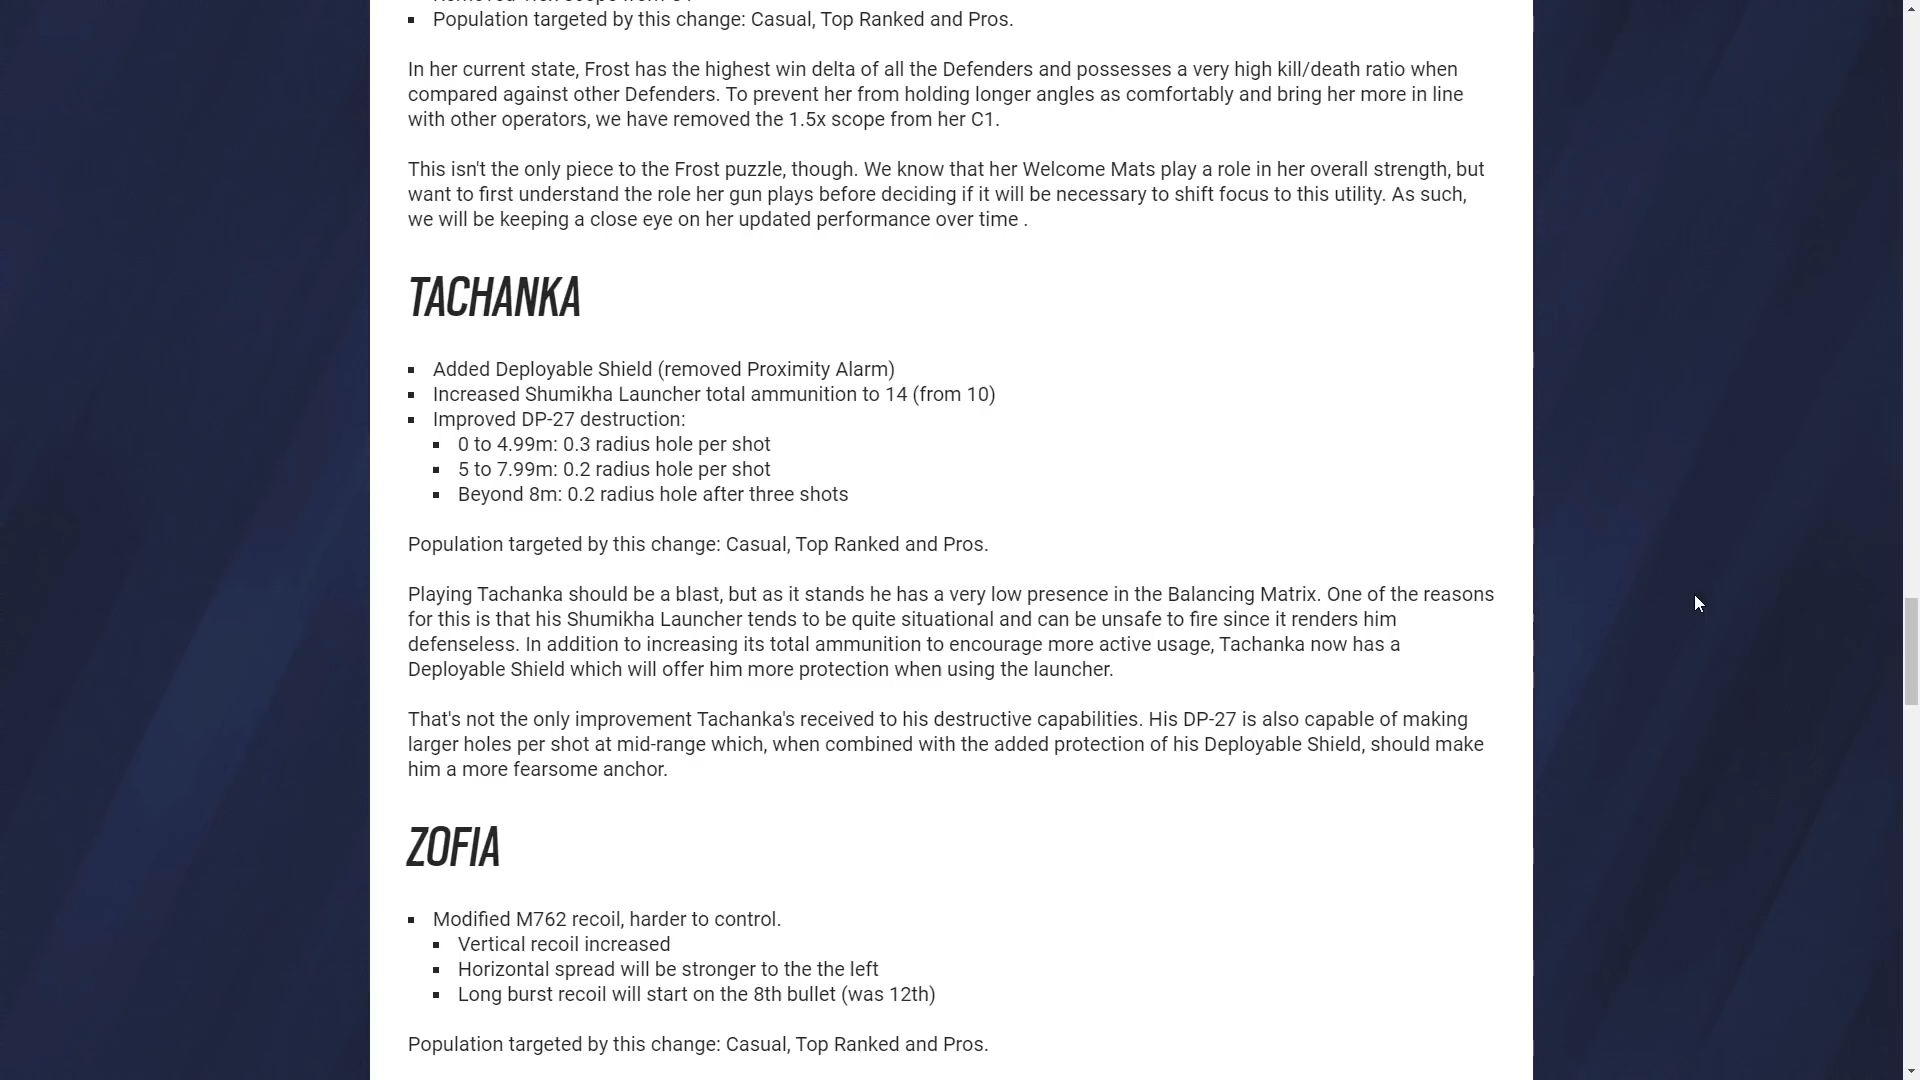 Population targeted by this change: Casual, Top Ranked and Pros.
In her current state, Frost has the highest win delta of all the Defenders and possesses a very high kill/death ratio when
compared against other Defenders. To prevent her from holding longer angles as comfortably and bring her more in line
with other operators, we have removed the 1.5x scope from her C1.
This isn't the only piece to the Frost puzzle, though. We know that her Welcome Mats play a role in her overall strength, but
want to first understand the role her gun plays before deciding if it will be necessary to shift focus to this utility. As such,
we will be keeping a close eye on her updated performance over time .
TACHANKA
Added Deployable Shield (removed Proximity Alarm)
Increased Shumikha Launcher total ammunition to 14 (from 10)
Improved DP-27 destruction:
0 to 4.99m: 0.3 radius hole per shot
5 to 7.99m: 0.2 radius hole per shot
Beyond 8m: 0.2 radius hole after three shots
Population targeted by this change: Casual, Top Ranked and Pros.
Playing Tachanka should be a blast, but as it stands he has a very low presence in the Balancing Matrix. One of the reasons
for this is that his Shumikha Launcher tends to be quite situational and can be unsafe to fire since it renders him
defenseless. In addition to increasing its total ammunition to encourage more active usage, Tachanka now has a
Deployable Shield which will offer him more protection when using the launcher.
That's not the only improvement Tachanka's received to his destructive capabilities. His DP-27 is also capable of making
larger holes per shot at mid-range which, when combined with the added protection of his Deployable Shield, should make
him a more fearsome anchor.
ZOFIA
Modified M762 recoil, harder to control.
Vertical recoil increased
Horizontal spread will be stronger to the the left
Long burst recoil will start on the 8th bullet (was 12th)
Population targeted by this change: Casual, Top Ranked and Pros.